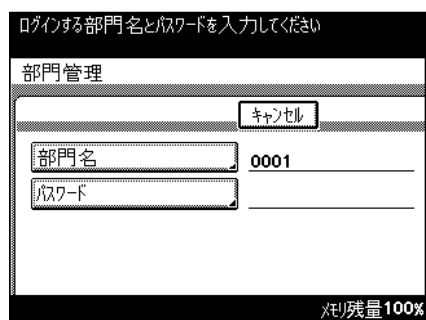 ﾛｸﾞｲﾝする部門名とﾊﾟｽﾜｰﾄﾞを入力してください
部門管理
ｷｬﾝｾﾙ
部門名 0001
ﾊﾟｽﾜｰﾄﾞ
ﾒﾓﾘ残量100%